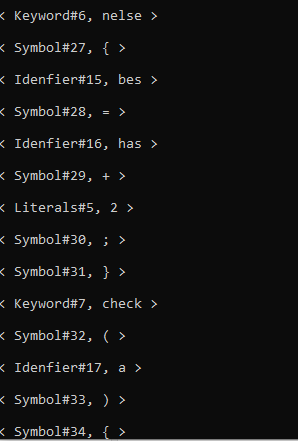 < Keyword#6, nelse >
< Symbol#27, { >
< Idenfier#15, bes >
< Symbol#28, = >
< Idenfier#16, has >
< Symbol#29, + >
< Literals#5, 2 >
< Symbol#30, ; >
< Symbol#31, } >
< Keyword#7, check >
< Symbol#32, ( >
< Idenfier#17, a >
< Symbol#33, ) >
< Symbol#34, { >